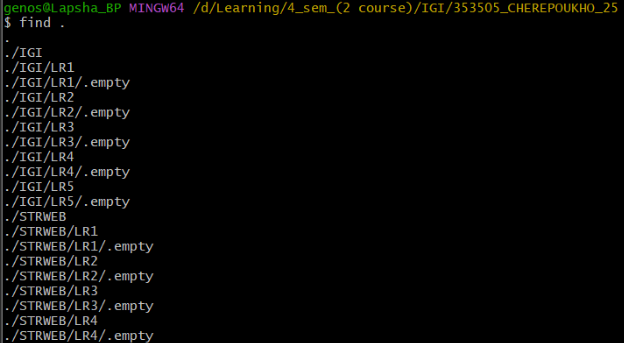 genos@Lapsha_BP MINGW64 /d/Learning/4_sem_(2 course)/IGI/353505_CHEREPOUKHO_25
$ find .
.
./IGI
./IGI/LR1
./IGI/LR1/.empty
./IGI/LR2
./IGI/LR2/.empty
./IGI/LR3
./IGI/LR3/.empty
./IGI/LR4
./IGI/LR4/.empty
./IGI/LR5
./IGI/LR5/.empty
./STRWEB
./STRWEB/LR1
./STRWEB/LR1/.empty
./STRWEB/LR2
./STRWEB/LR2/.empty
./STRWEB/LR3
./STRWEB/LR3/.empty
./STRWEB/LR4
./STRWEB/LR4/.empty